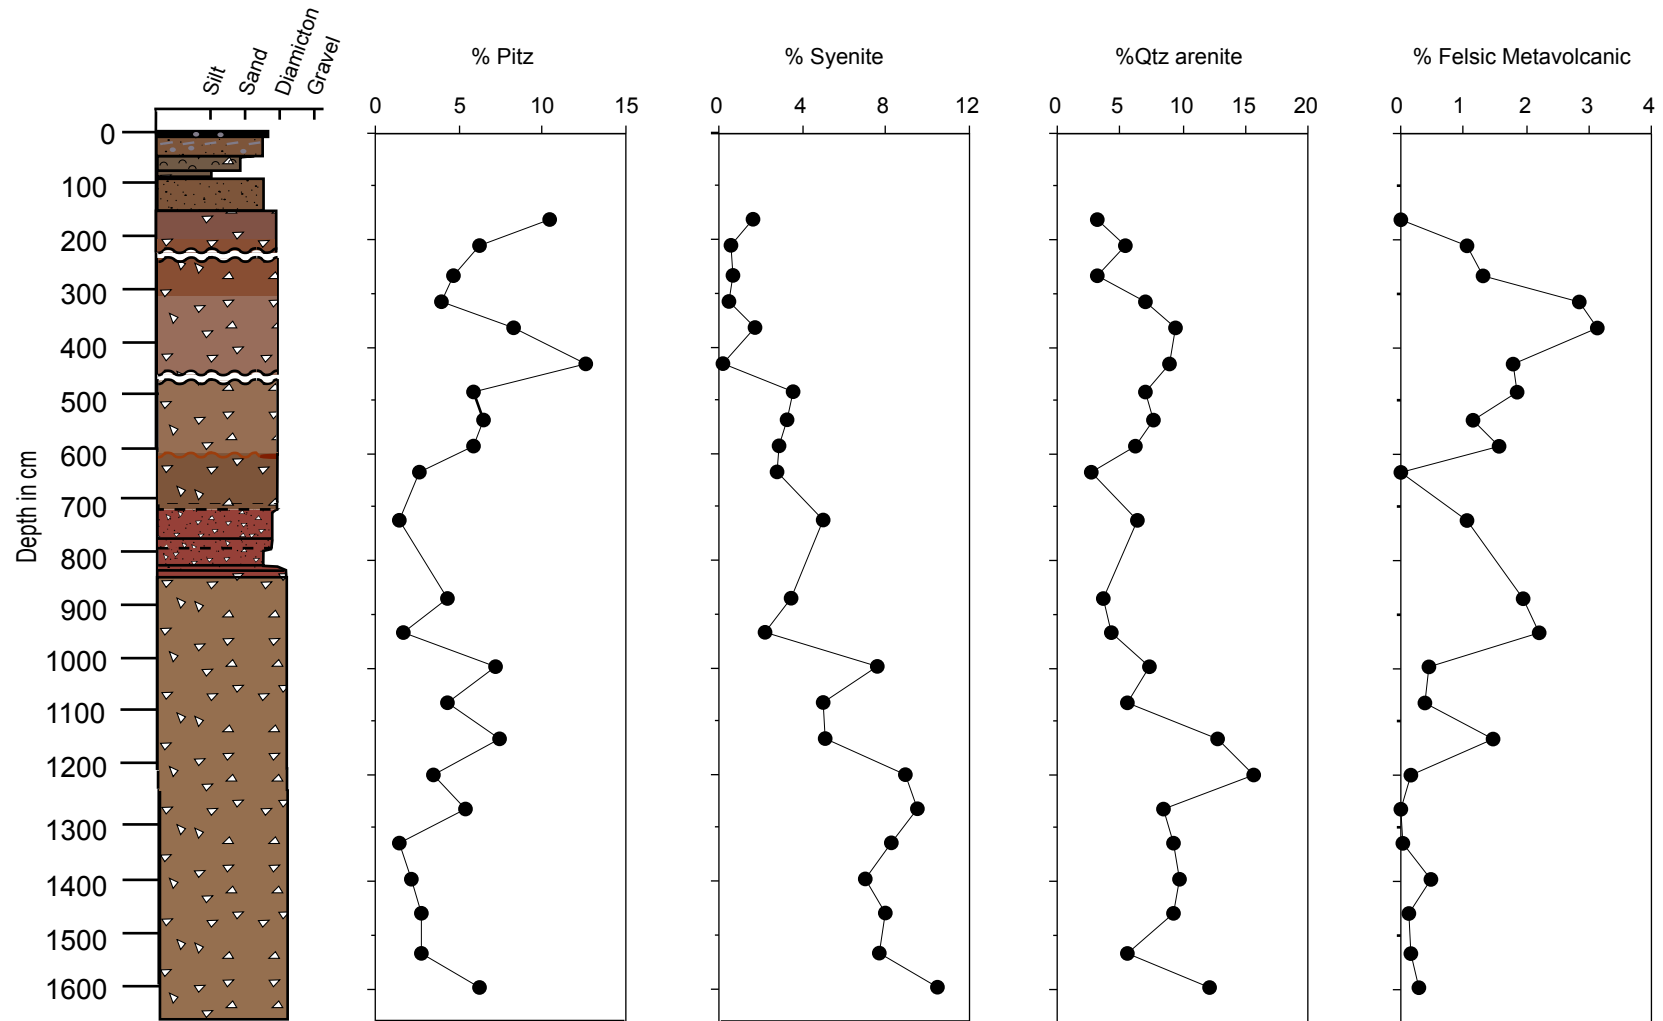 Silt
Sand
Diamicton
Gravel
% Pitz
% Syenite
%Qtz arenite
% Felsic Metavolcanic
0 5 10 15
0 4 8 12
0 5 10 15 20
0 1 2 3 4
Depth in cm
0
100
200
300
400
500
600
700
800
900
1000
1100
1200
1300
1400
1500
1600